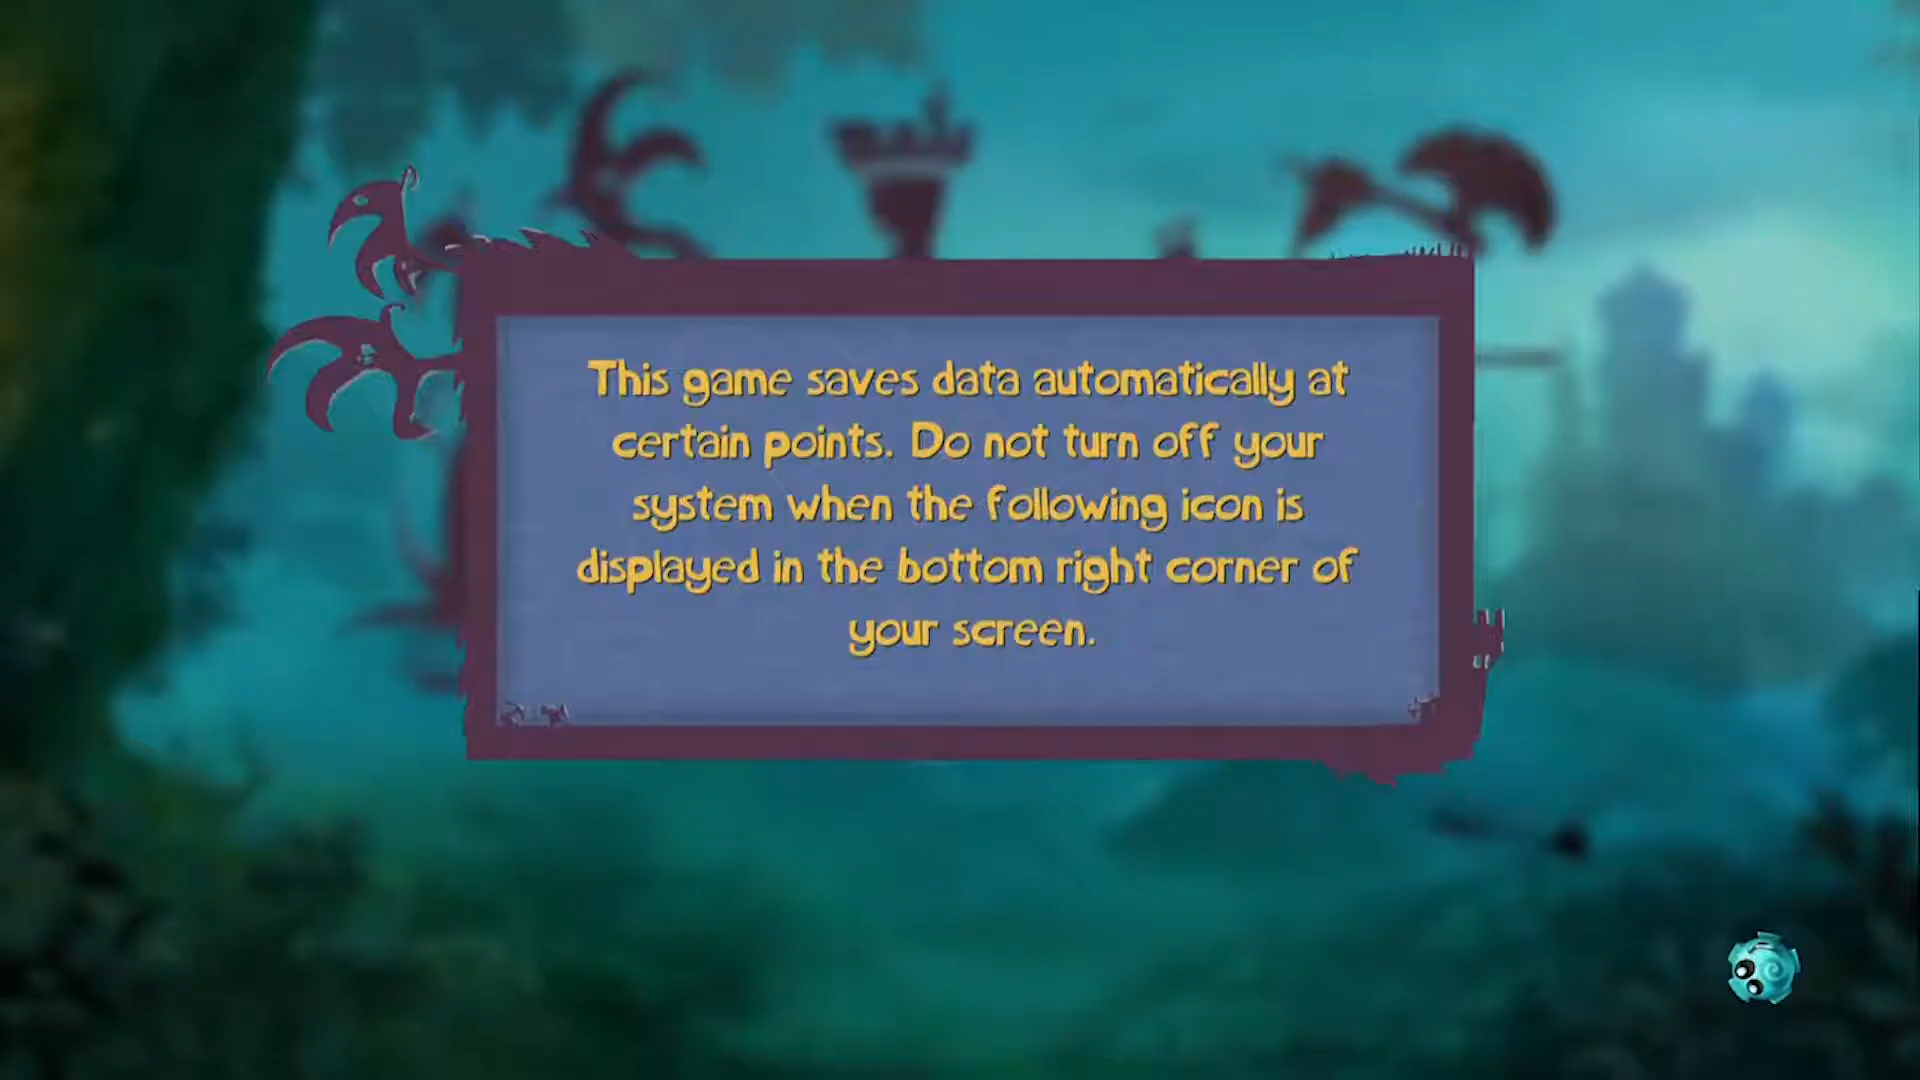 This game saves data automatically at
certain points. Do not turn off your
system when the following icon is
displayed in the bottom right corner of
your screen.